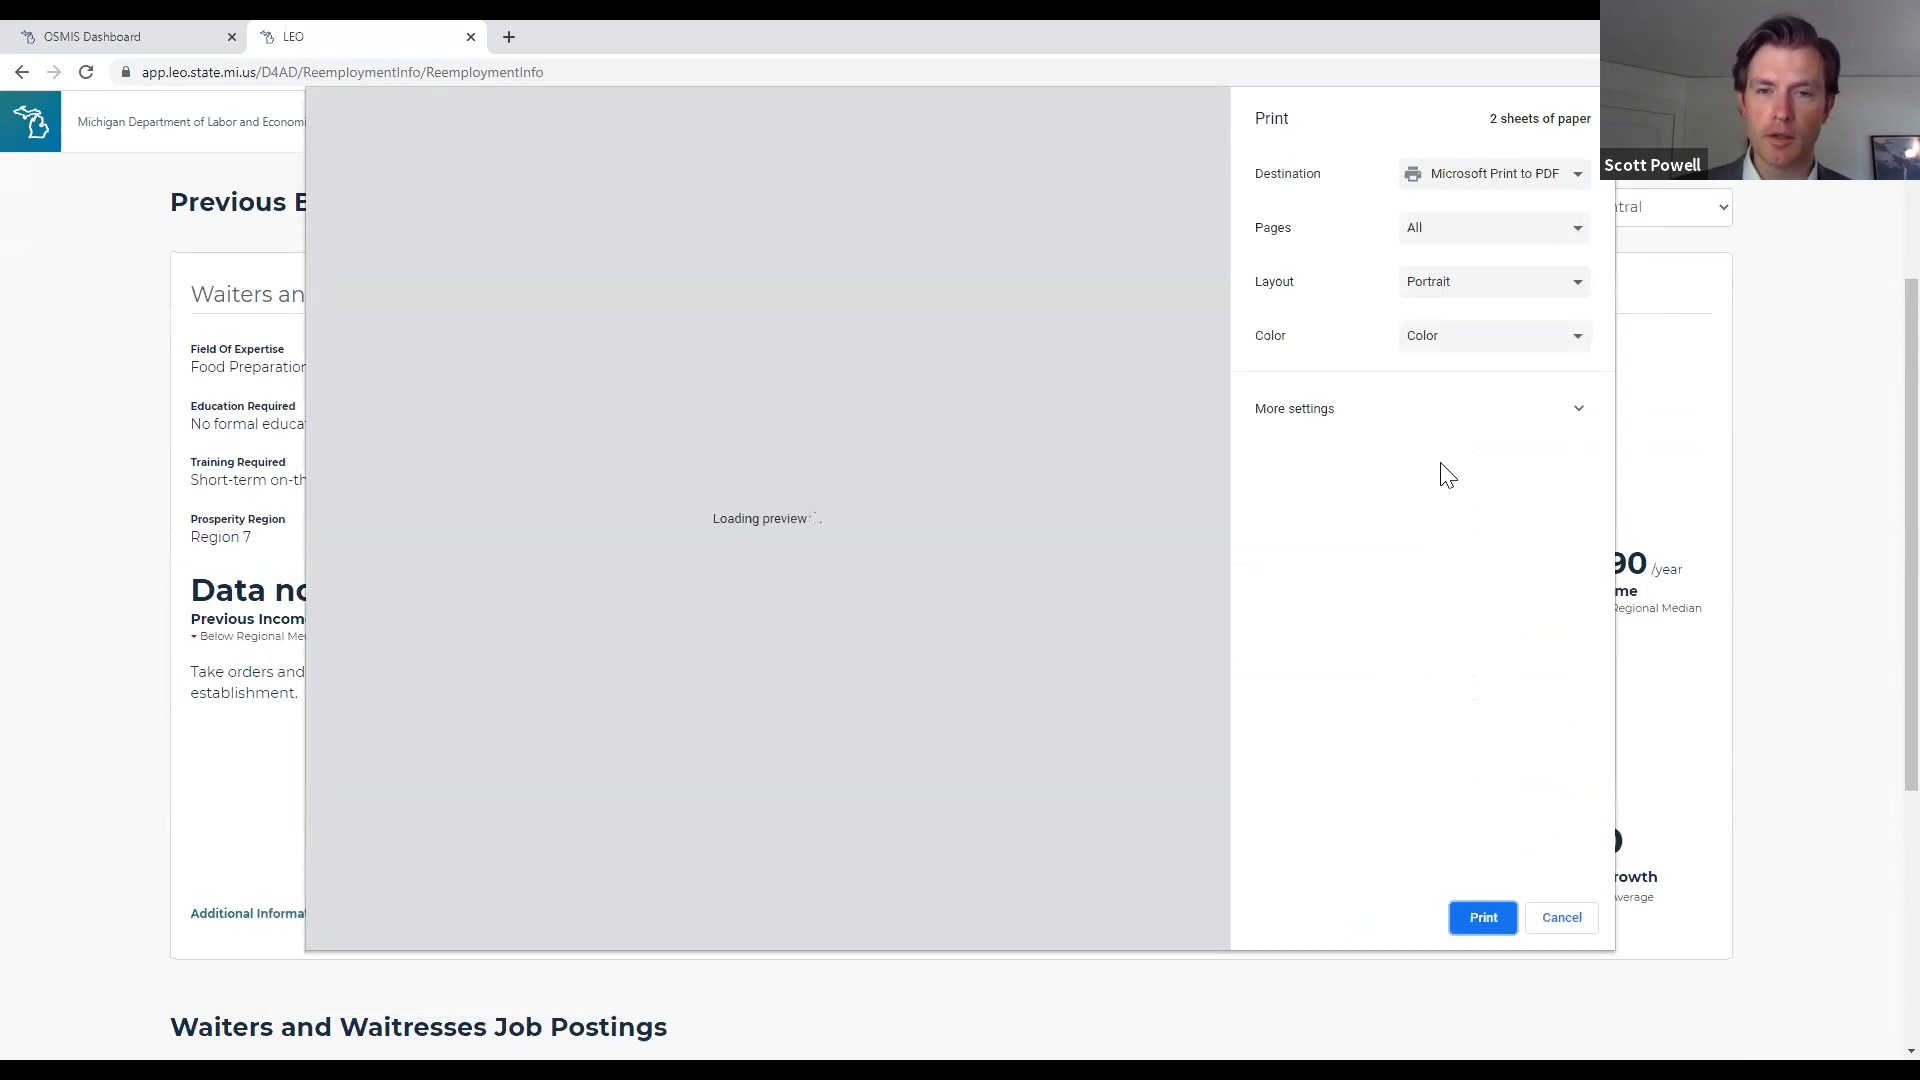 OSMIS Dashboard
LEO
app.leo.state.mi.us/D4AD/ReemploymentInfo/ReemploymentInfo
Michigan Department of Labor and Economi
Scott Powell
Print
2 sheets of paper
Destination
Microsoft Print to PDF
Pages
All
Layout
Portrait
Color
Color
More settings
Loading preview
Print
Cancel
Previous E
ntral
Waiters an
Field Of Expertise
Food Preparation
Education Required
No formal educa
Training Required
Short-term on-th
Prosperity Region
Region 7
Data no
Previous Incom
Below Regional Me
Take orders and
establishment.
Additional Informat
90 /year
me
Regional Median
rowth
Average
Waiters and Waitresses Job Postings